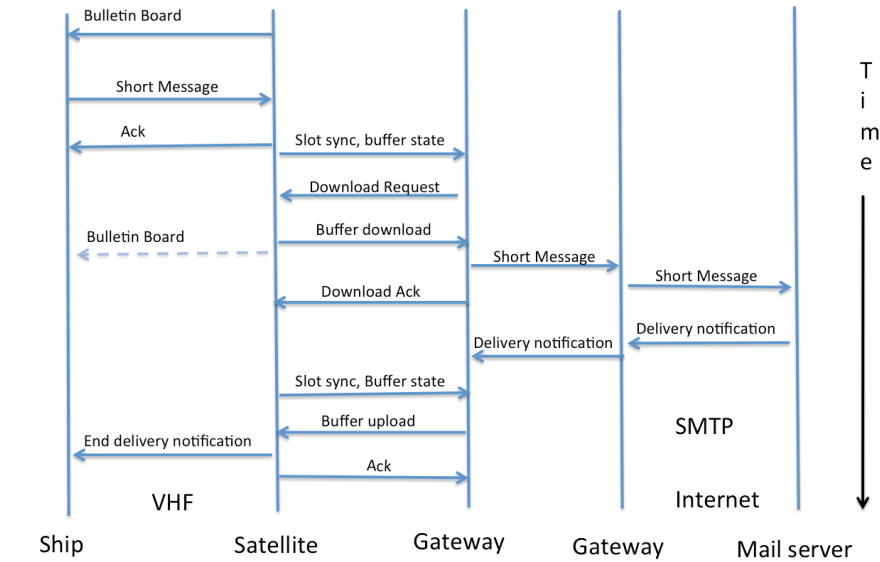 Bulletin Board
Short Message
Ack
Slot sync, buffer state
Download Request
Buffer download
Bulletin Board
Short Message
Short Message
Download Ack
Delivery notification
Delivery notification
Slot sync, Buffer state
Buffer upload
End delivery notification
Ack
SMTP
VHF
Internet
Ship
Satellite
Gateway
Gateway
Mail server
T
i
m
e